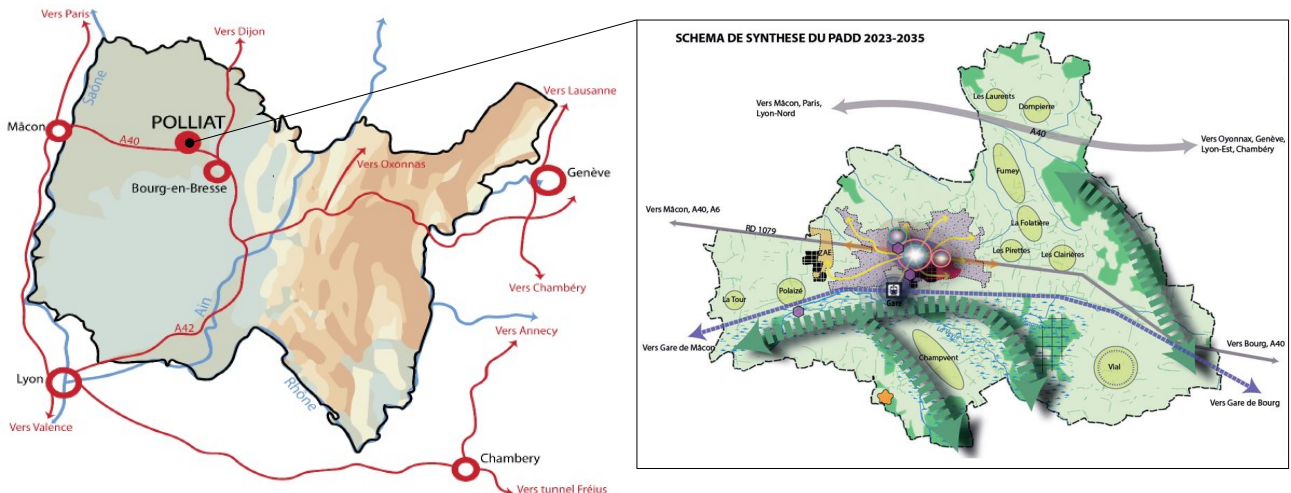 Vers Paris
Vers Dijon
Saone
Vers Lausanne
Mâcon
POLLIAT
A40
Vers Oxonnas
Bourg-en-Bresse
Genève
Vers Chambéry
Ain
A42
Vers Annecy
Lyon
Rhone
Vers Valence
Chambery
Vers tunnel Fréjus
SCHEMA DE SYNTHESE DU PADD 2023-2035
Les Laurents
Dompierre
Vers Mâcon, Paris,
Lyon-Nord
A40
Vers Oyonnax, Genève,
Lyon-Est, Chambéry
Fumey
Vers Mâcon, A40, A6
La Folatière
RD 1079
Les Pirettes
ZAE
Les Clairières
Polaizé
La Tour
Gare
Vers Gare de Mâcon
Champvent
Vers Bourg, A40
Vial
Vers Gare de Bourg